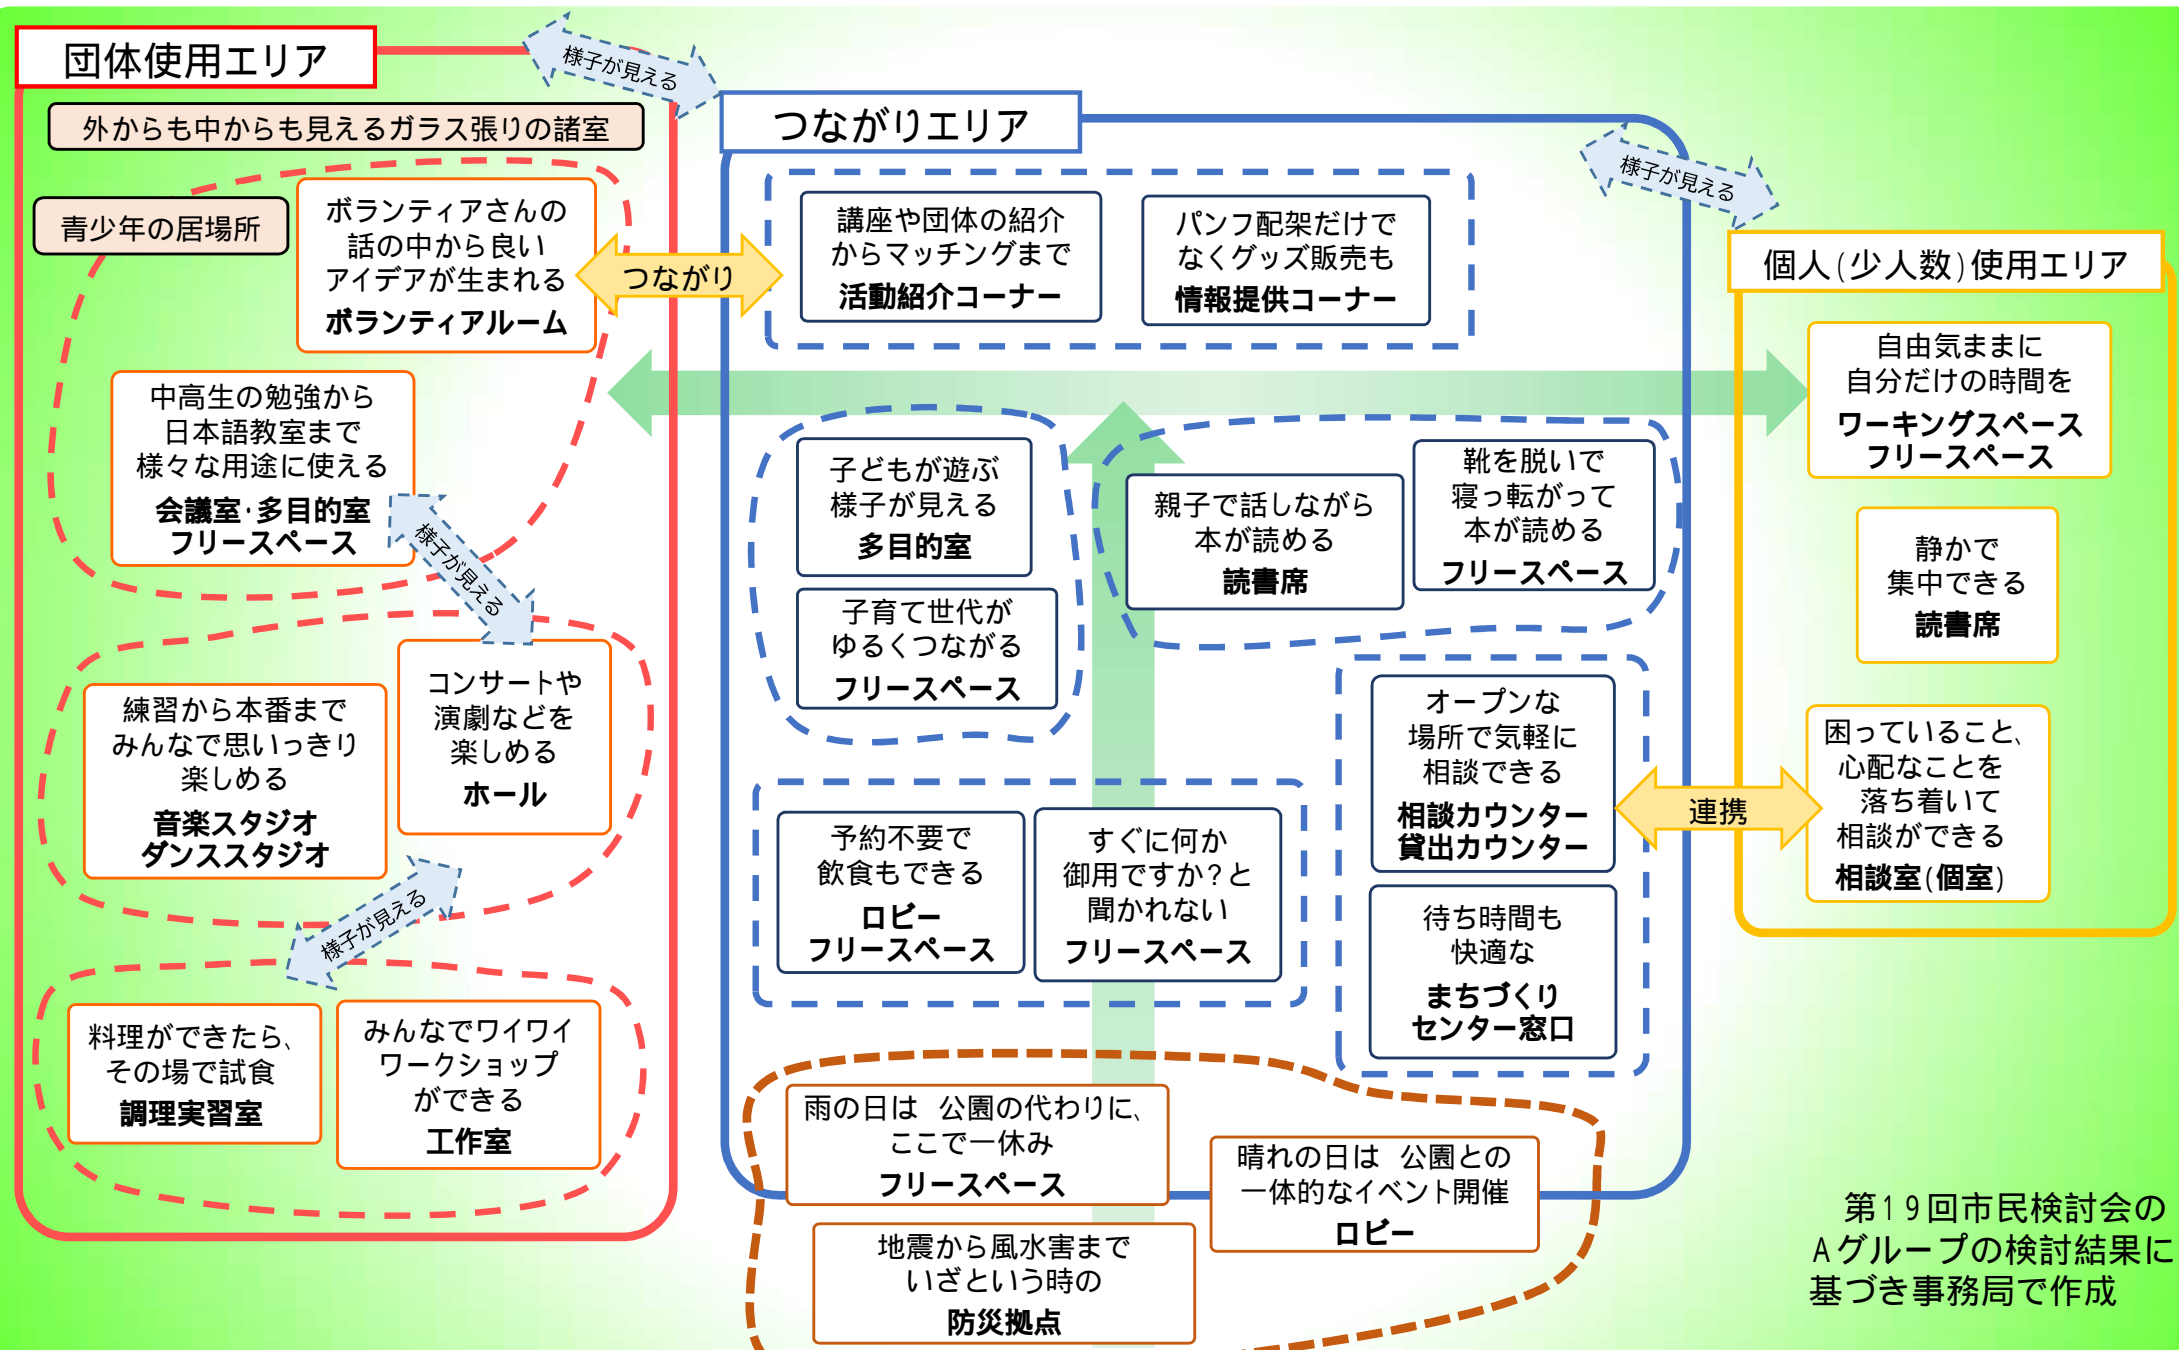 団体使用エリア
様子が見える
外からも中からも見えるガラス張りの諸室
青少年の居場所
ボランティアさんの
話の中から良い
アイデアが生まれる
ボランティアルーム
つながり
中高生の勉強から
日本語教室まで
様々な用途に使える
会議室・多目的室
フリースペース
様子が見える
練習から本番まで
みんなで思いっきり
楽しめる
音楽スタジオ
ダンススタジオ
コンサートや
演劇などを
楽しめる
ホール
様子が見える
料理ができたら、
その場で試食
調理実習室
みんなでワイワイ
ワークショップ
ができる
工作室
つながりエリア
様子が見える
講座や団体の紹介
からマッチングまで
活動紹介コーナー
パンフ配架だけで
なくグッズ販売も
情報提供コーナー
子どもが遊ぶ
様子が見える
多目的室
子育て世代が
ゆるくつながる
フリースペース
親子で話しながら
本が読める
読書席
靴を脱いで
寝っ転がって
本が読める
フリースペース
予約不要で
飲食もできる
ロビー
フリースペース
すぐに何か
御用ですか?と
聞かれない
フリースペース
オープンな
場所で気軽に
相談できる
相談カウンター
貸出カウンター
連携
待ち時間も
快適な
まちづくり
センター窓口
雨の日は 公園の代わりに、
ここで一休み
フリースペース
晴れの日は 公園との
一体的なイベント開催
ロビー
地震から風水害まで
いざという時の
防災拠点
個人(少人数)使用エリア
自由気ままに
自分だけの時間を
ワーキングスペース
フリースペース
静かで
集中できる
読書席
困っていること、
心配なことを
落ち着いて
相談ができる
相談室(個室)
第19回市民検討会の
Aグループの検討結果に
基づき事務局で作成